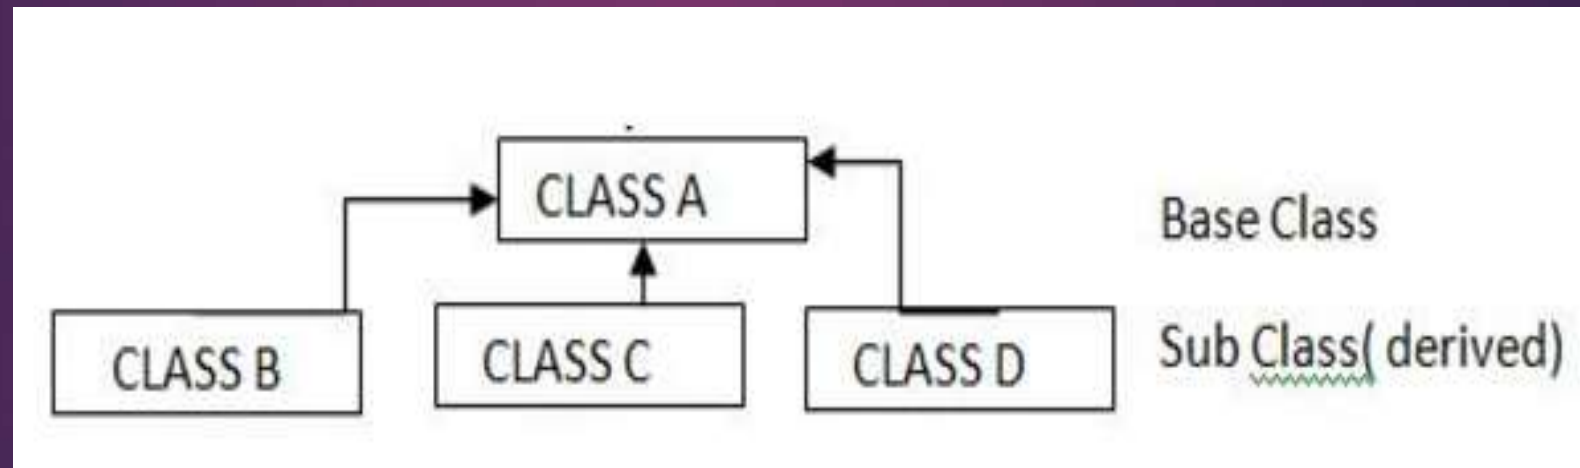 CLASS A
Base Class
CLASS B
CLASS C
CLASS D
Sub Class( derived)